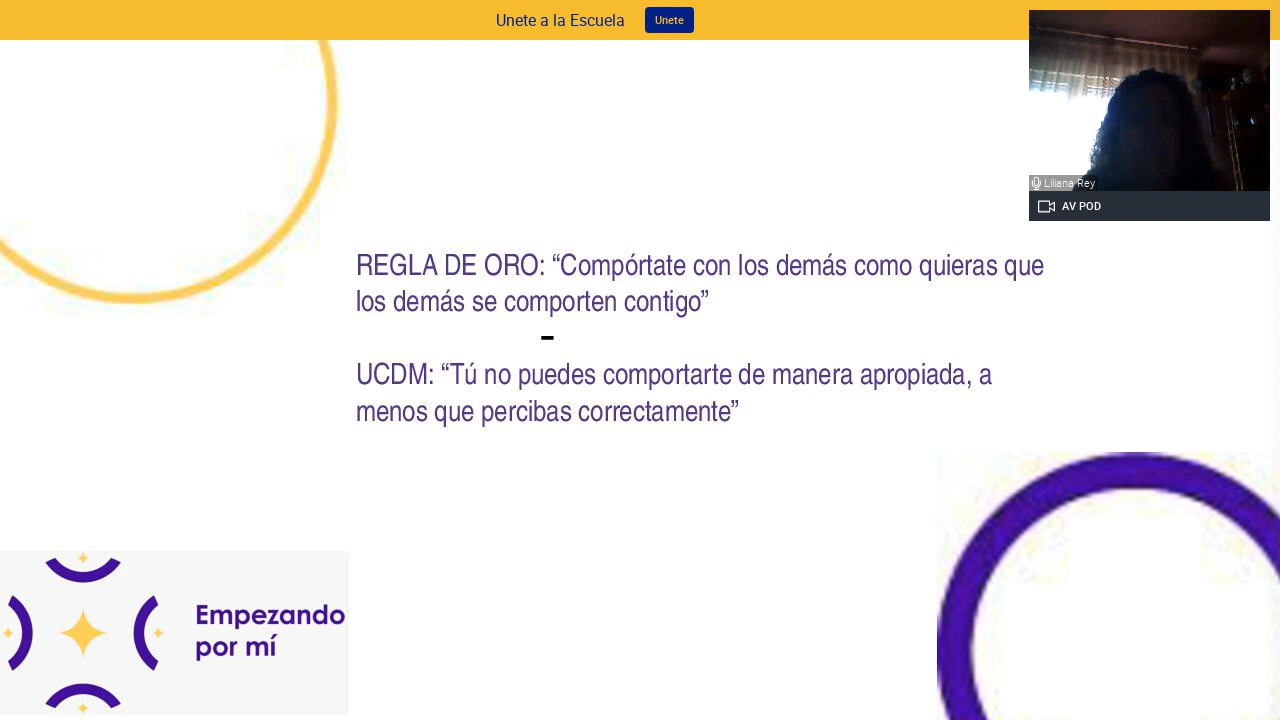 Unete a la Escuela Unete
Liliana Rey
AV POD
REGLA DE ORO: “Compórtate con los demás como quieras que
los demás se comporten contigo”
-
UCDM: “Tú no puedes comportarte de manera apropiada, a
menos que percibas correctamente”
Empezando
por mí